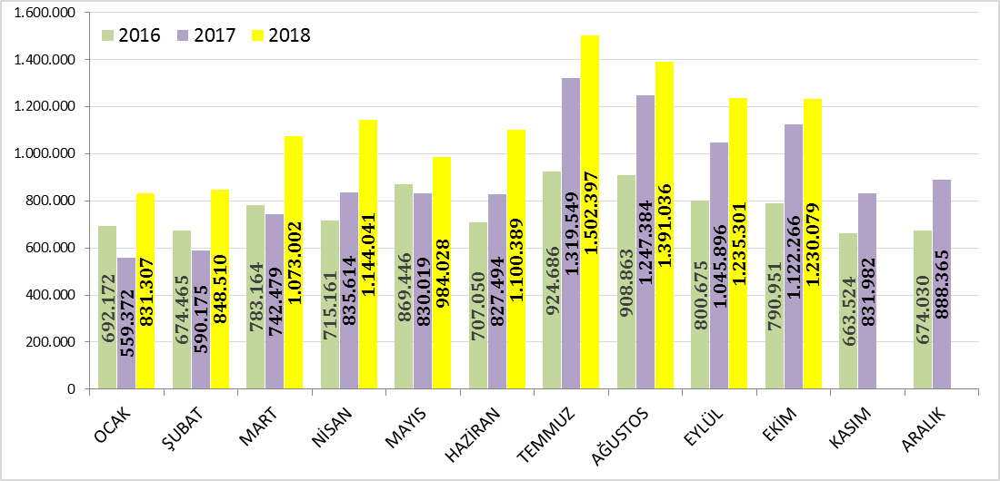 1.600.000
1.400.000
1.200.000
1.000.000
800.000
600.000
400.000
200.000
0
2016 2017 2018
692.172 559.372 831.307
674.465 590.175 848.510
783.164 742.479 1.073.002
715.161 835.614 1.144.041
869.446 830.019 984.028
707.050 827.494 1.100.389
924.686 1.319.549 1.502.397
908.863 1.247.384 1.391.036
800.675 1.045.896 1.235.301
790.951 1.122.266 1.230.079
663.524 831.982
674.030 888.365
OCAK
ŞUBAT
MART
NİSAN
MAYIS
HAZİRAN
TEMMUZ
AĞUSTOS
EYLÜL
EKİM
KASIM
ARALIK